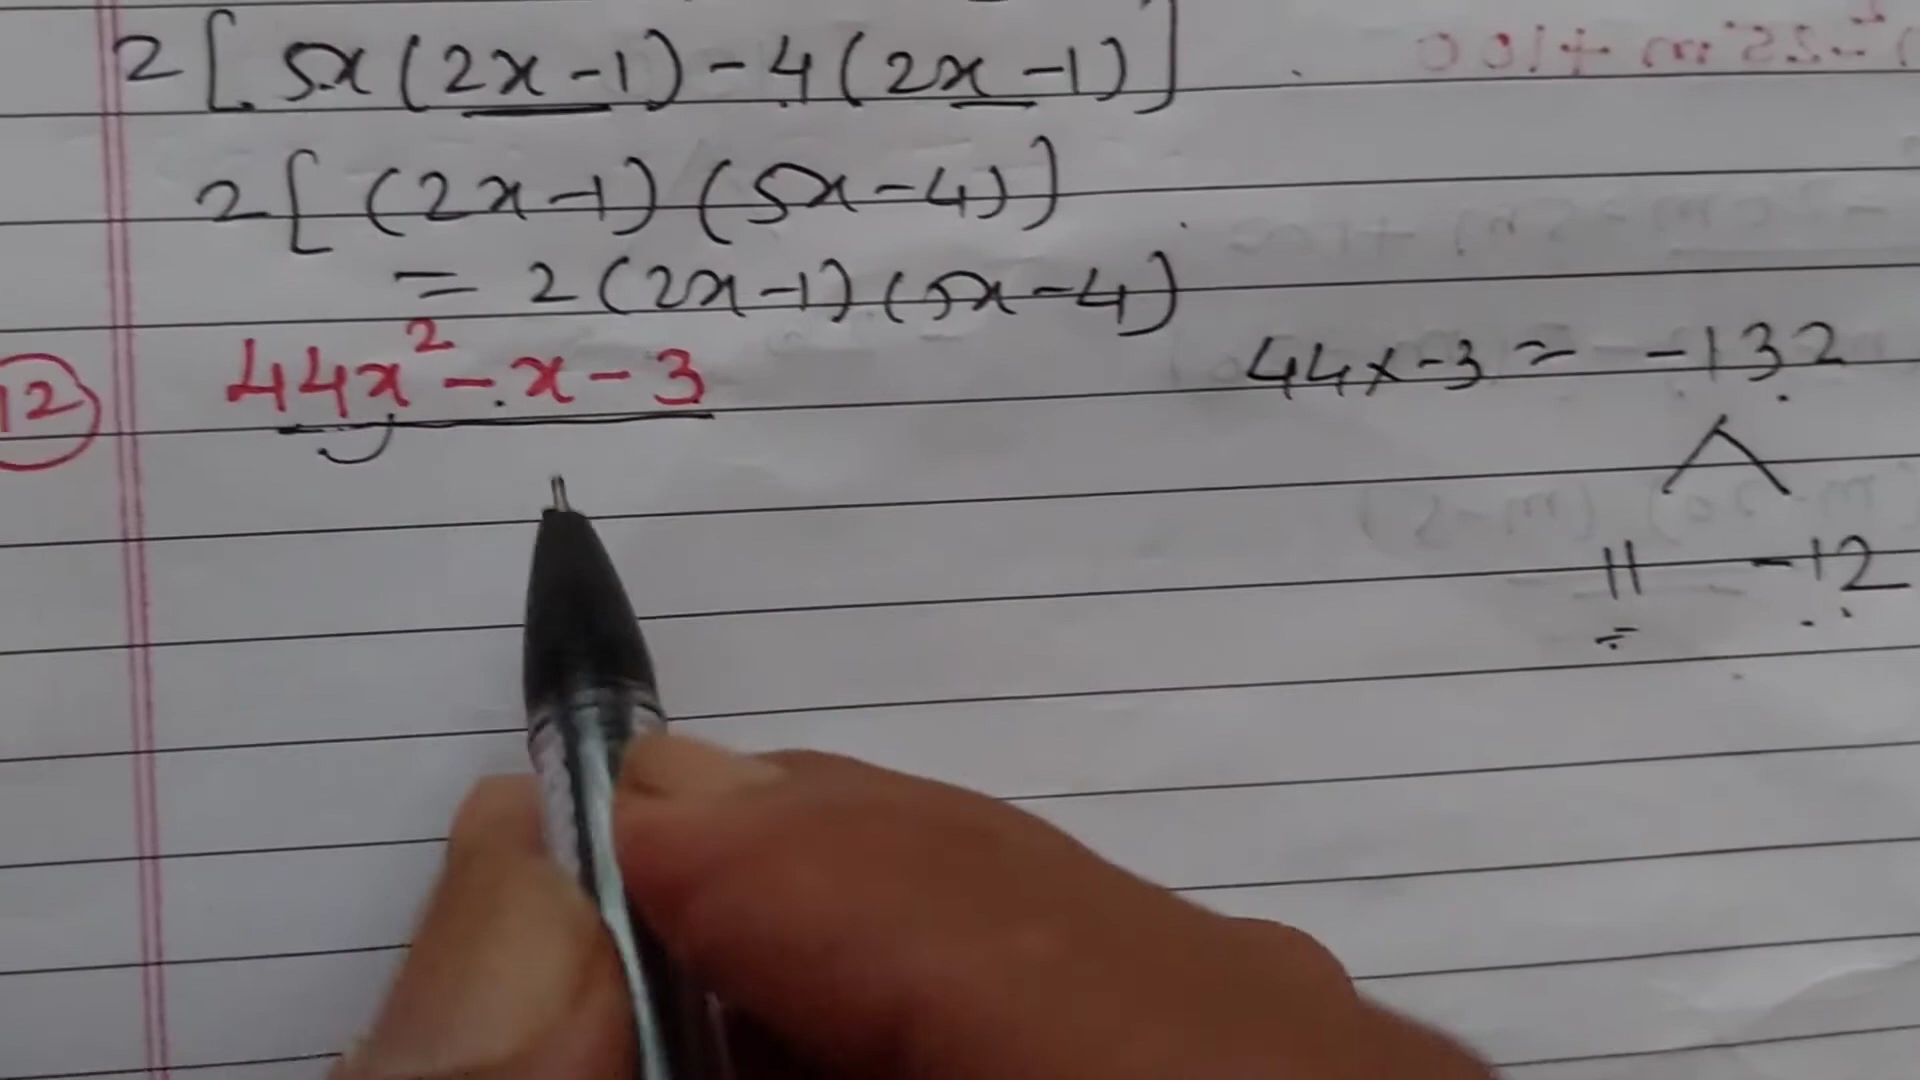 2[5x(2x-1)-4(2x-1)]
2[(2x-1)(5x-4)]
= 2(2x-1)(5x-4)
12 44x²-x-3
44x-3 = -132
11 -12